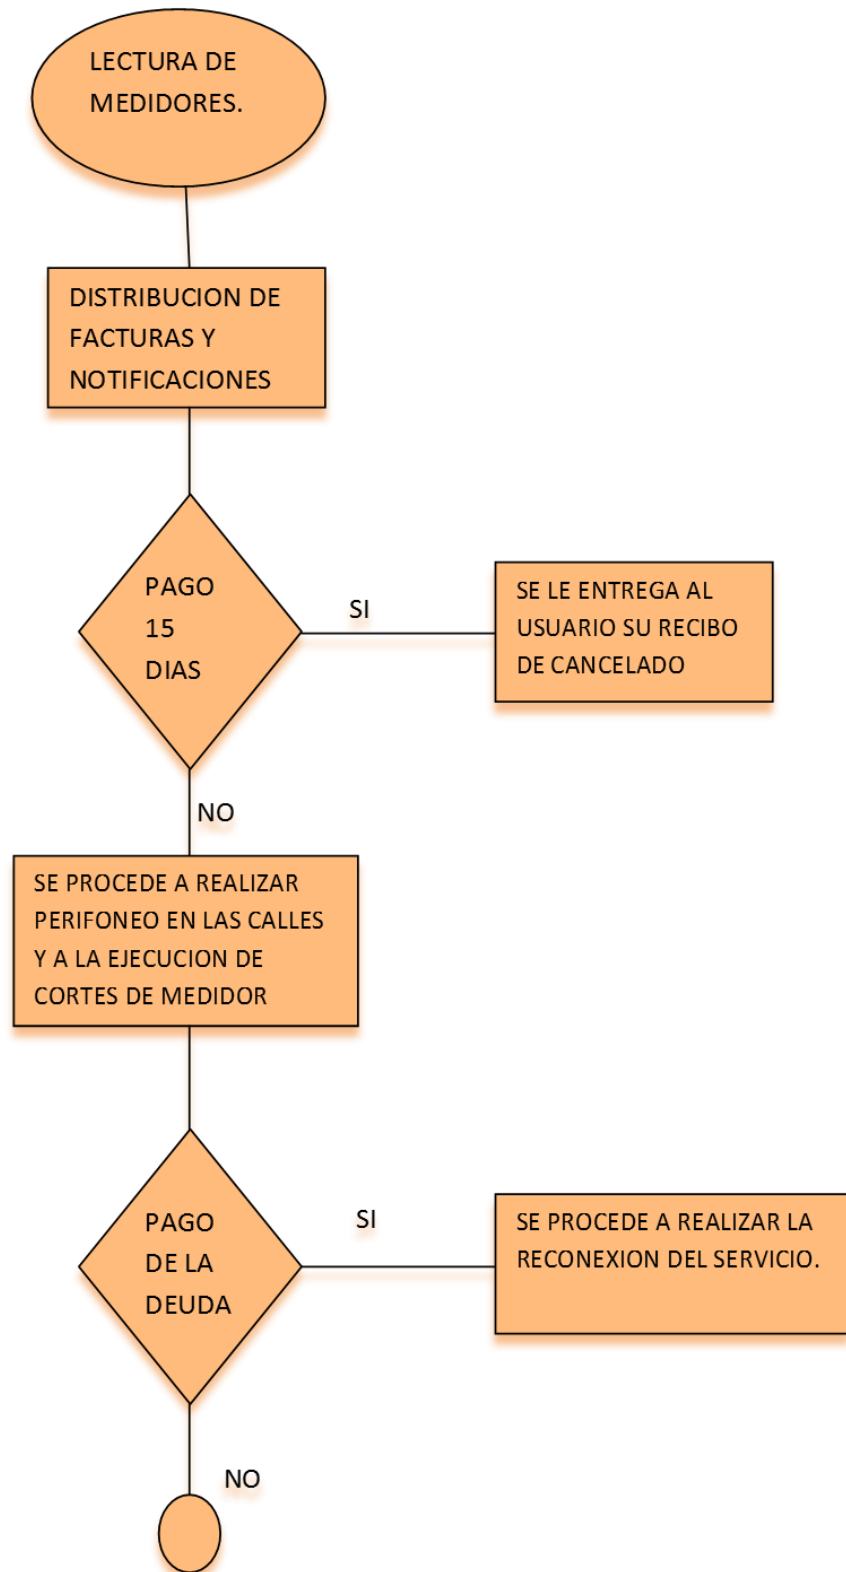 LECTURA DE
MEDIDORES.
DISTRIBUCION DE
FACTURAS Y
NOTIFICACIONES
PAGO
15
DIAS
SI
SE LE ENTREGA AL
USUARIO SU RECIBO
DE CANCELADO
NO
SE PROCEDE A REALIZAR
PERIFONEO EN LAS CALLES
Y A LA EJECUCION DE
CORTES DE MEDIDOR
PAGO
DE LA
DEUDA
SI
SE PROCEDE A REALIZAR LA
RECONEXION DEL SERVICIO.
NO